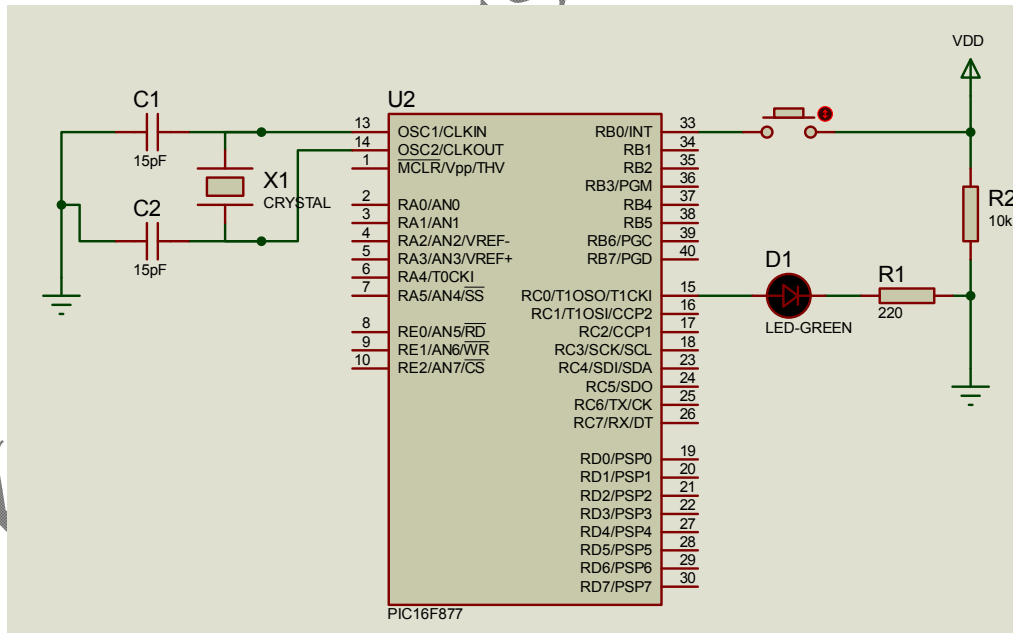 VDD
C1
15pF
X1
CRYSTAL
C2
15pF
U2
13 OSC1/CLKIN
14 OSC2/CLKOUT
1 MCLR/Vpp/THV
2 RA0/AN0
3 RA1/AN1
4 RA2/AN2/VREF-
5 RA3/AN3/VREF+
6 RA4/T0CKI
7 RA5/AN4/SS
8 RE0/AN5/RD
9 RE1/AN6/WR
10 RE2/AN7/CS
RB0/INT 33
RB1 34
RB2 35
RB3/PGM 36
RB4 37
RB5 38
RB6/PGC 39
RB7/PGD 40
RC0/T1OSO/T1CKI 15
RC1/T1OSI/CCP2 16
RC2/CCP1 17
RC3/SCK/SCL 18
RC4/SDI/SDA 23
RC5/SDO 24
RC6/TX/CK 25
RC7/RX/DT 26
RD0/PSP0 19
RD1/PSP1 20
RD2/PSP2 21
RD3/PSP3 22
RD4/PSP4 27
RD5/PSP5 28
RD6/PSP6 29
RD7/PSP7 30
PIC16F877
D1
LED-GREEN
R1
220
R2
10k